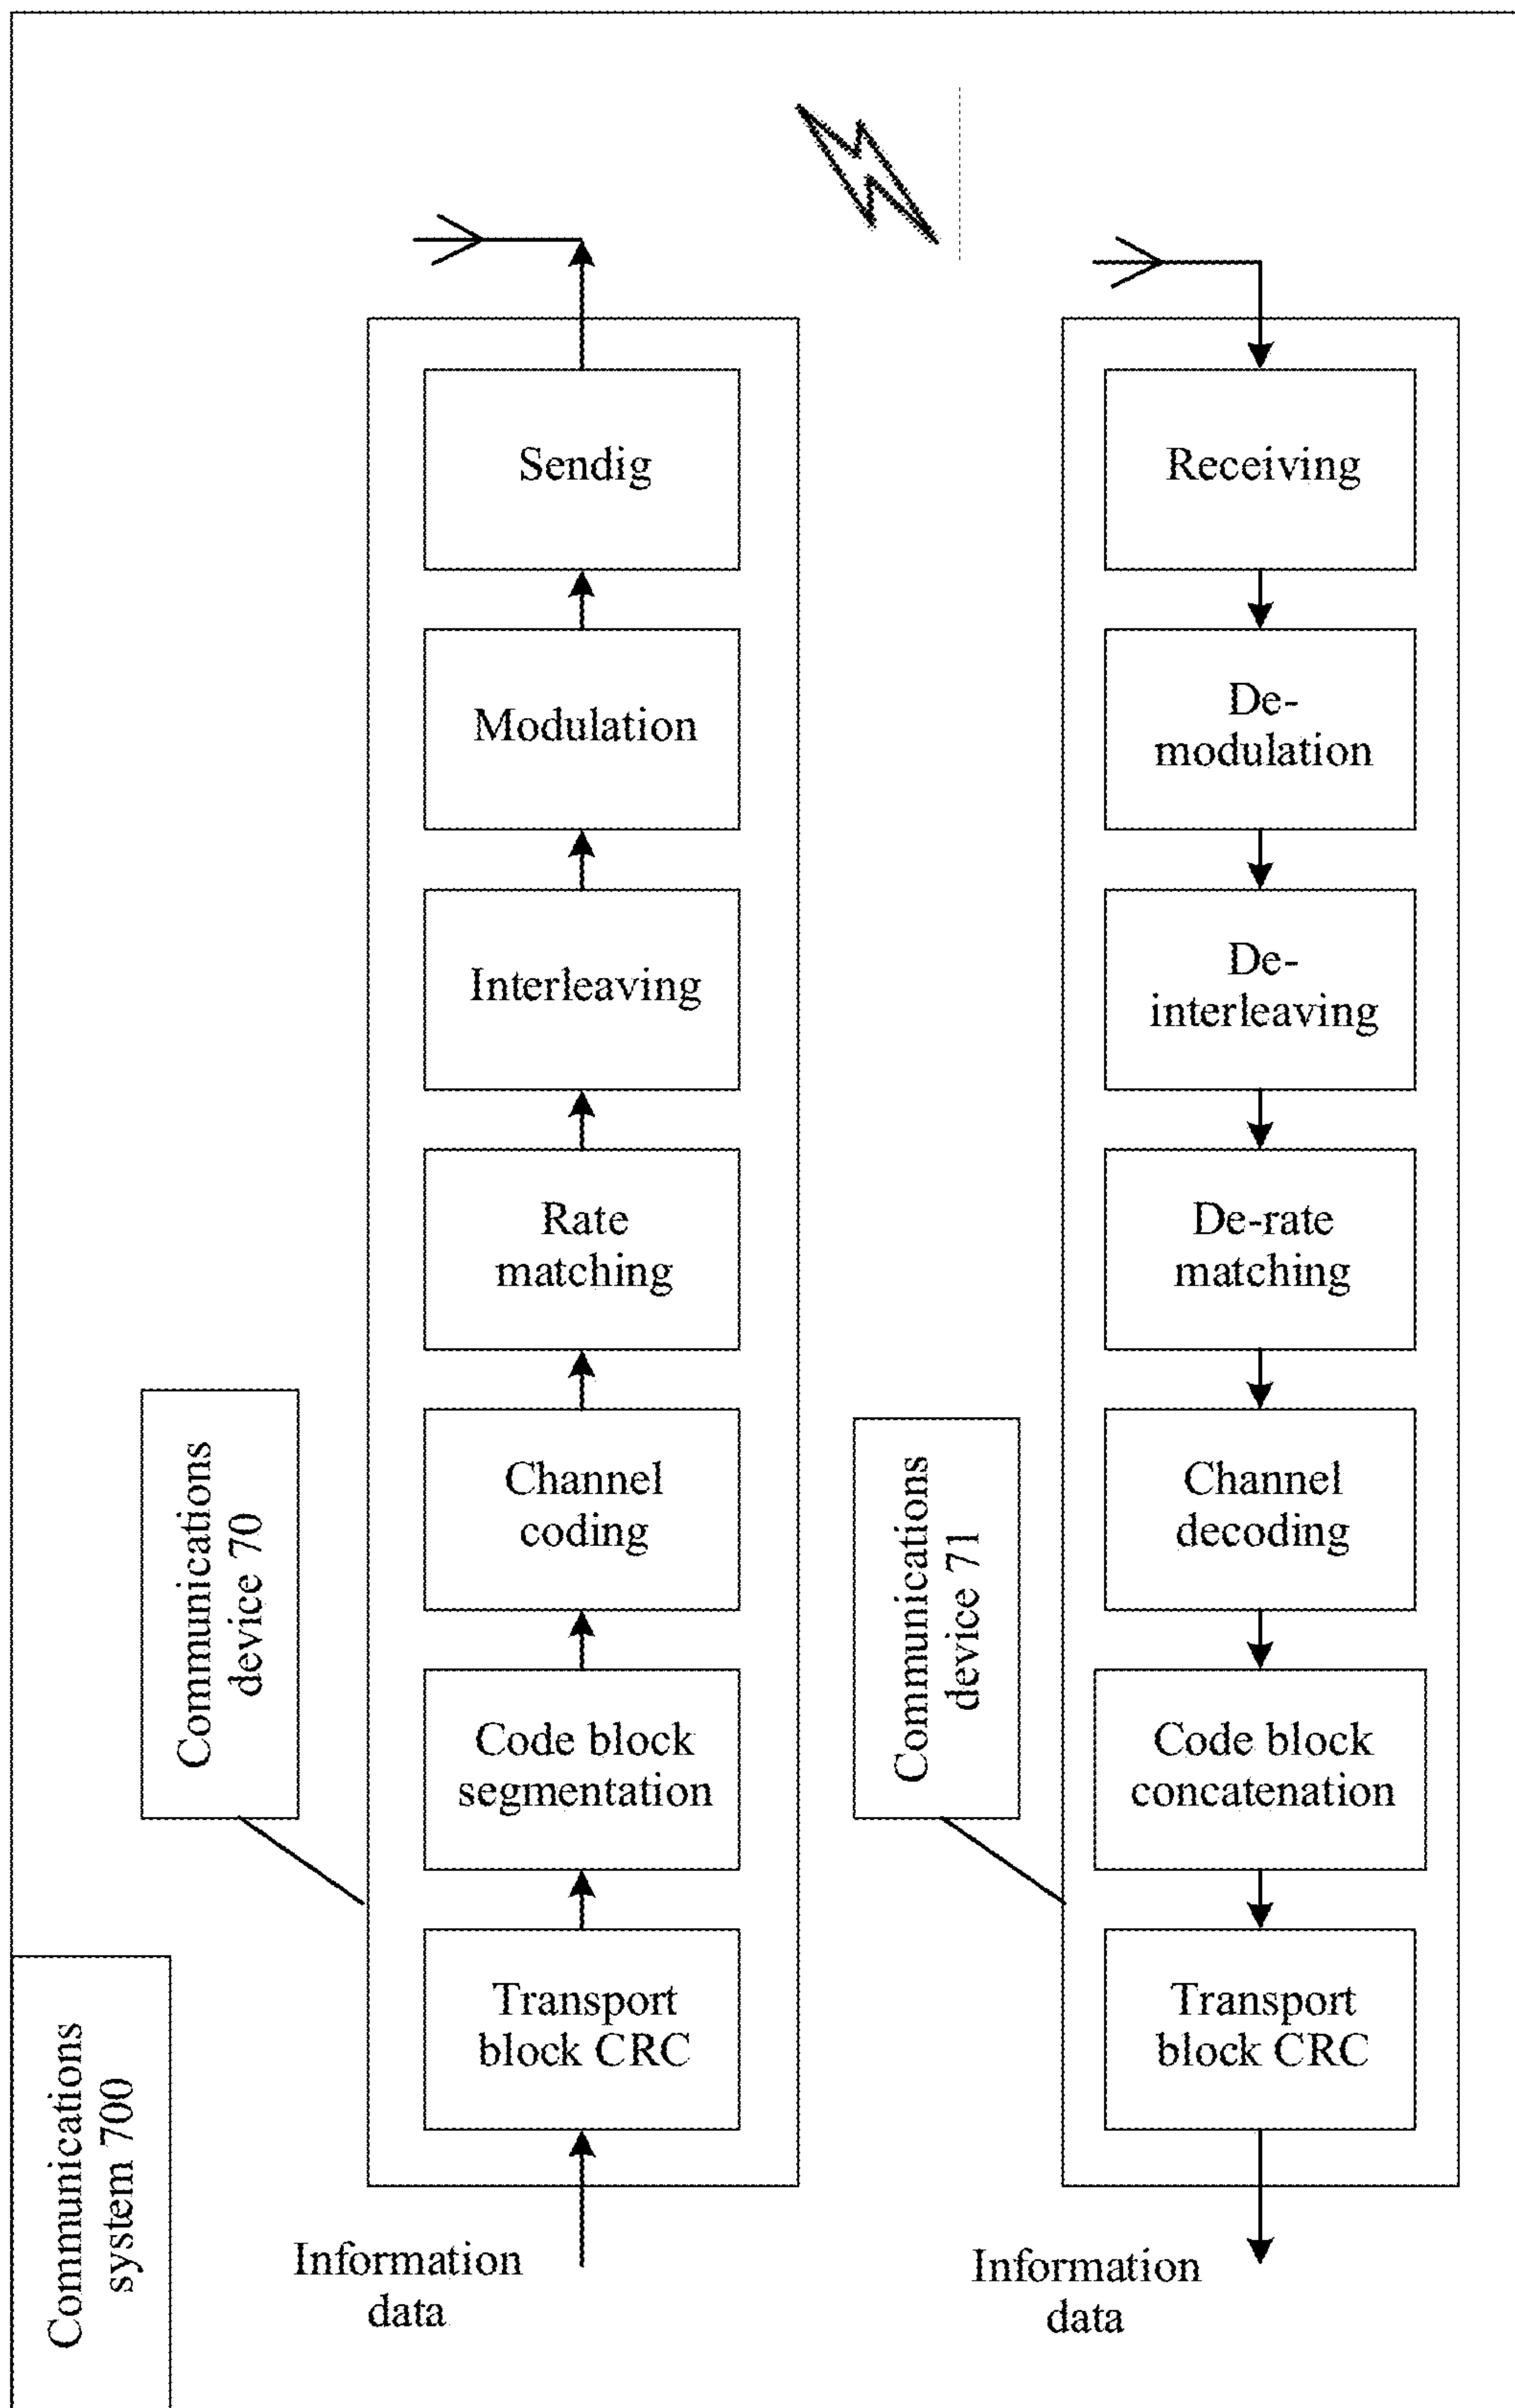 Sendig
Modulation
Interleaving
Rate
matching
Channel
coding
Code block
segmentation
Transport
block CRC
Information
data
Communications
device 70
Communications
system 700
Receiving
De-
modulation
De-
interleaving
De-rate
matching
Channel
decoding
Code block
concatenation
Transport
block CRC
Information
data
Communications
device 71